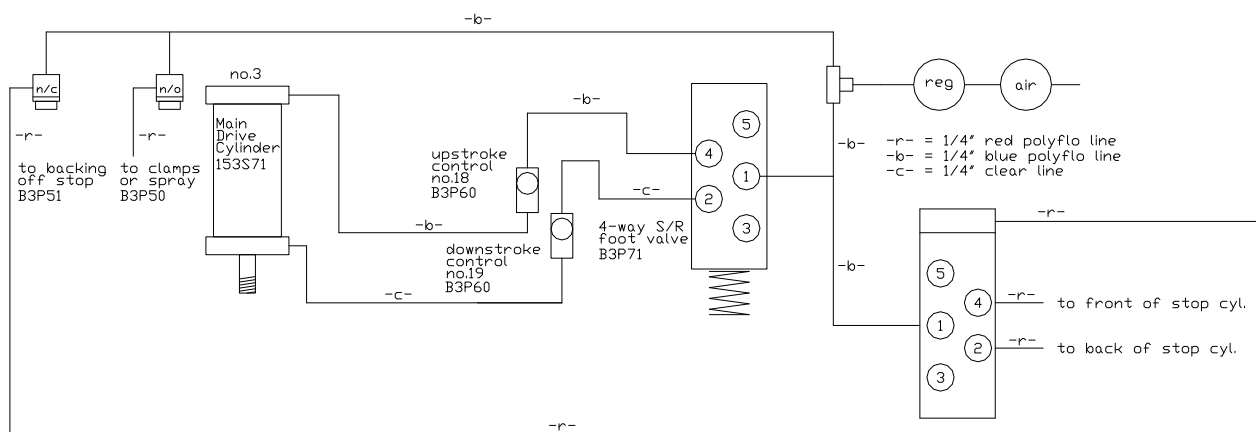 -b-
n/c
n/o
no.3
reg
air
-r-
-r-
to backing
off stop
B3P51
to clamps
or spray
B3P50
Main
Drive
Cylinder
153S71
-b-
upstroke
control
no.18
B3P60
-c-
-b-
downstroke
control
no.19
B3P60
-c-
4-way S/R
foot valve
B3P71
5
4
1
2
3
-b-
-r- = 1/4" red polyflo line
-b- = 1/4" blue polyflo line
-c- = 1/4" clear line
-b-
-r-
5
4
1
2
3
-r-
to front of stop cyl.
-r-
to back of stop cyl.
-r-